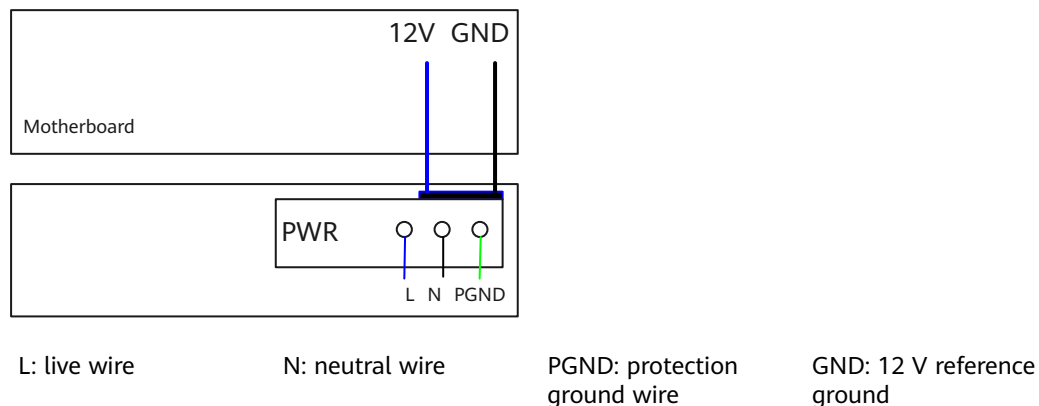 12V GND
Motherboard
PWR
L N PGND
L: live wire
N: neutral wire
PGND: protection
ground wire
GND: 12 V reference
ground